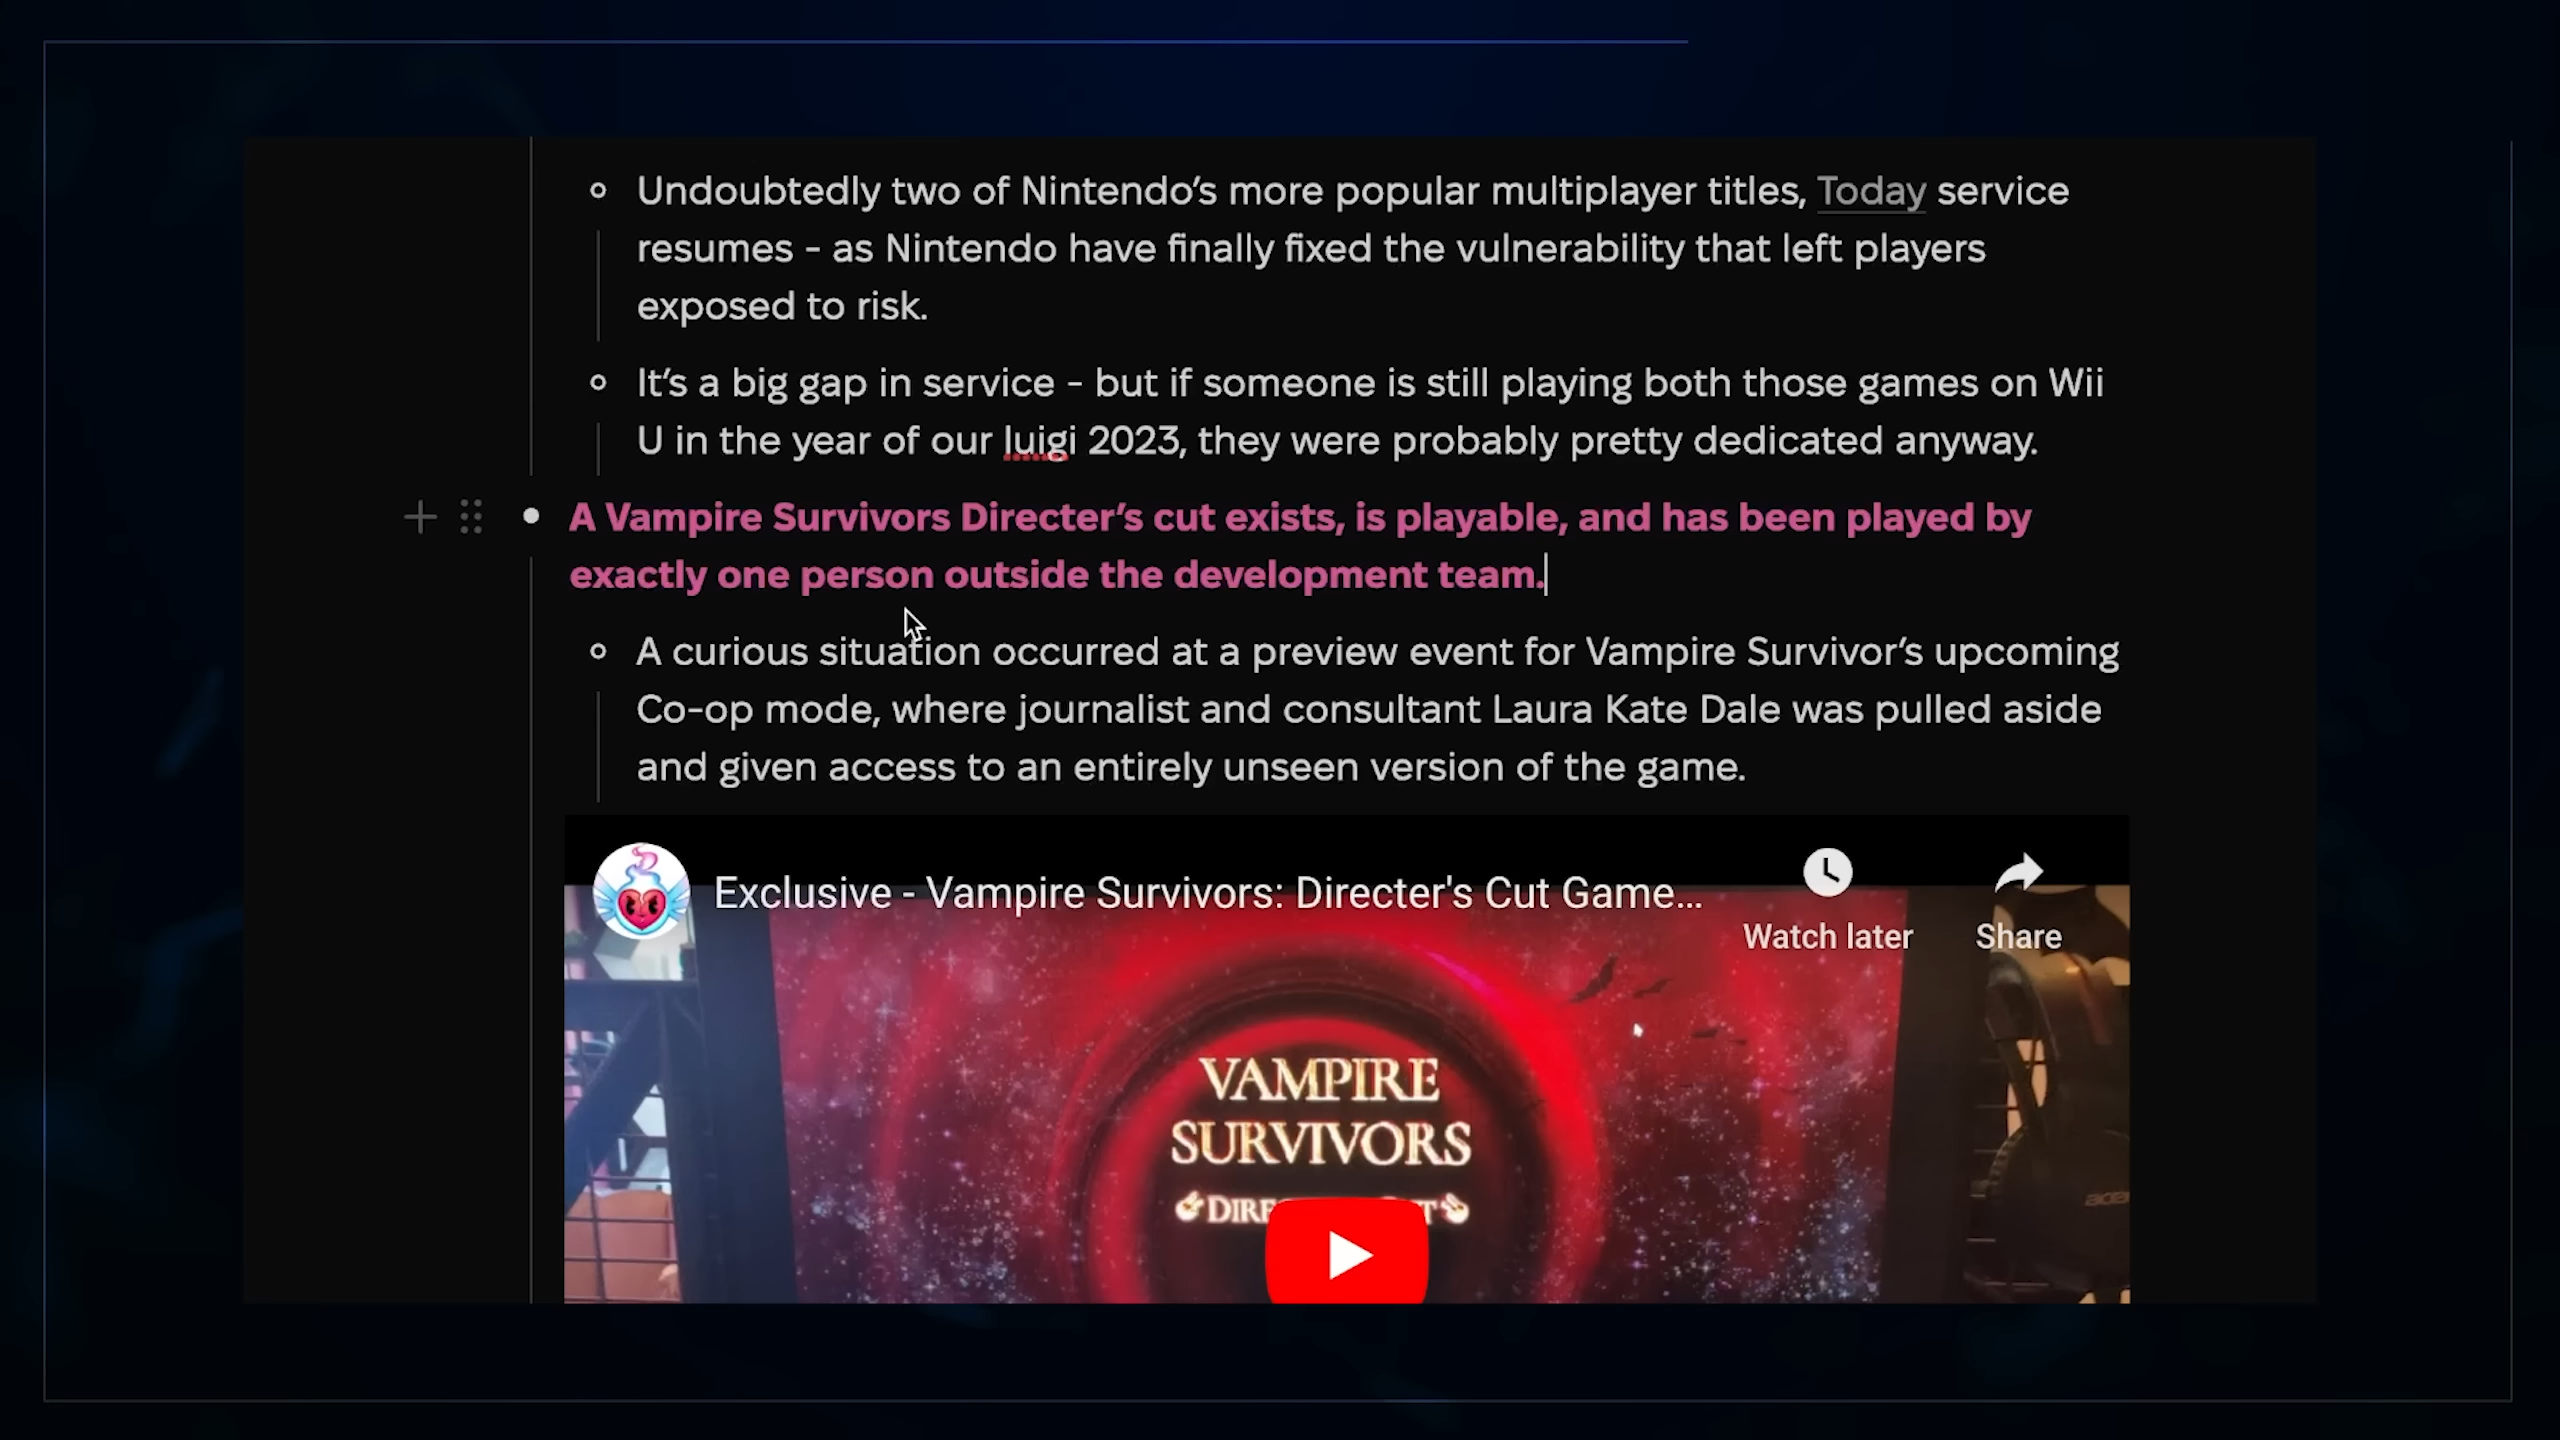 Undoubtedly two of Nintendo’s more popular multiplayer titles, Today service
resumes - as Nintendo have finally fixed the vulnerability that left players
exposed to risk.
It’s a big gap in service - but if someone is still playing both those games on Wii
U in the year of our luigi 2023, they were probably pretty dedicated anyway.
A Vampire Survivors Directer’s cut exists, is playable, and has been played by
exactly one person outside the development team.
A curious situation occurred at a preview event for Vampire Survivor’s upcoming
Co-op mode, where journalist and consultant Laura Kate Dale was pulled aside
and given access to an entirely unseen version of the game.
Exclusive - Vampire Survivors: Directer's Cut Game...
Watch later
Share
VAMPIRE
SURVIVORS
acer